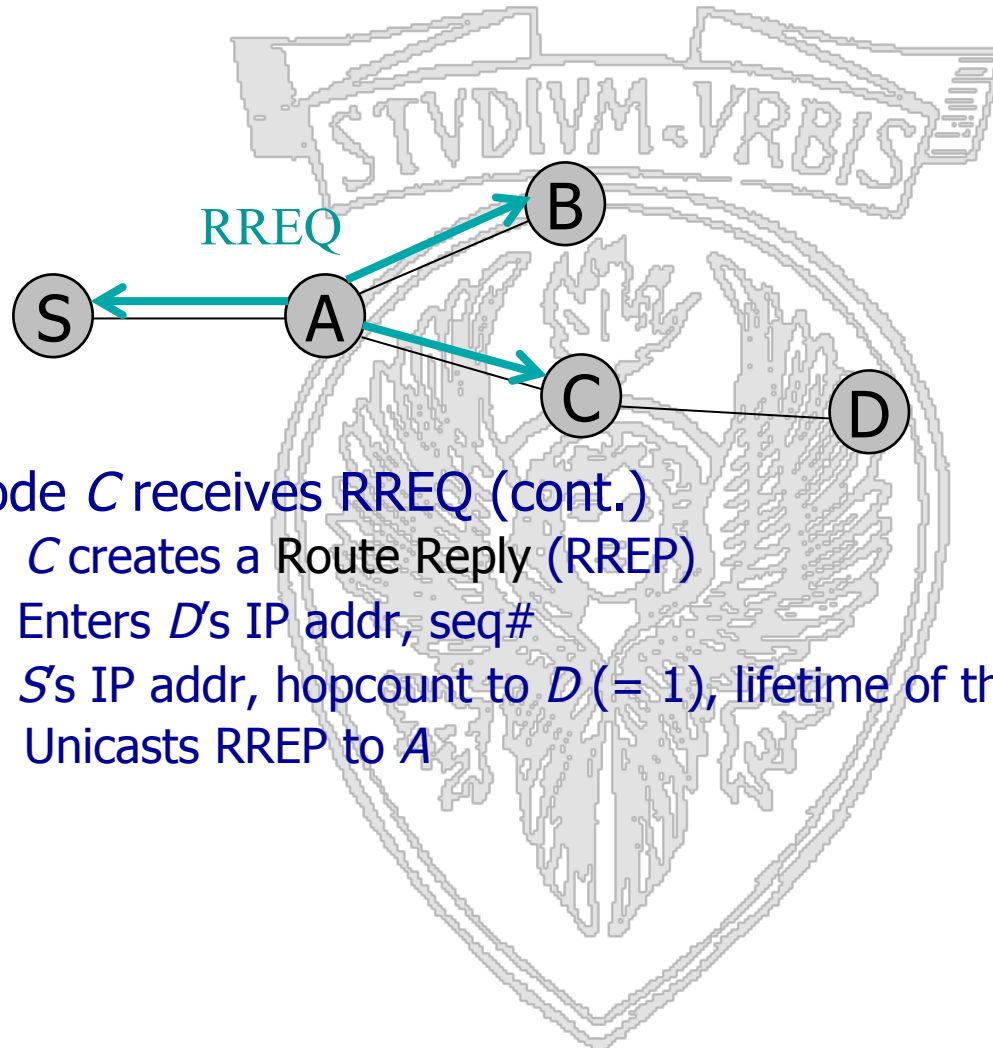 STVDIVM VRBIS
RREQ
B
S
A
C
D
ode C receives RREQ (cont.)
C creates a Route Reply (RREP)
Enters D's IP addr, seq#
S's IP addr, hopcount to D (= 1), lifetime of th
Unicasts RREP to A